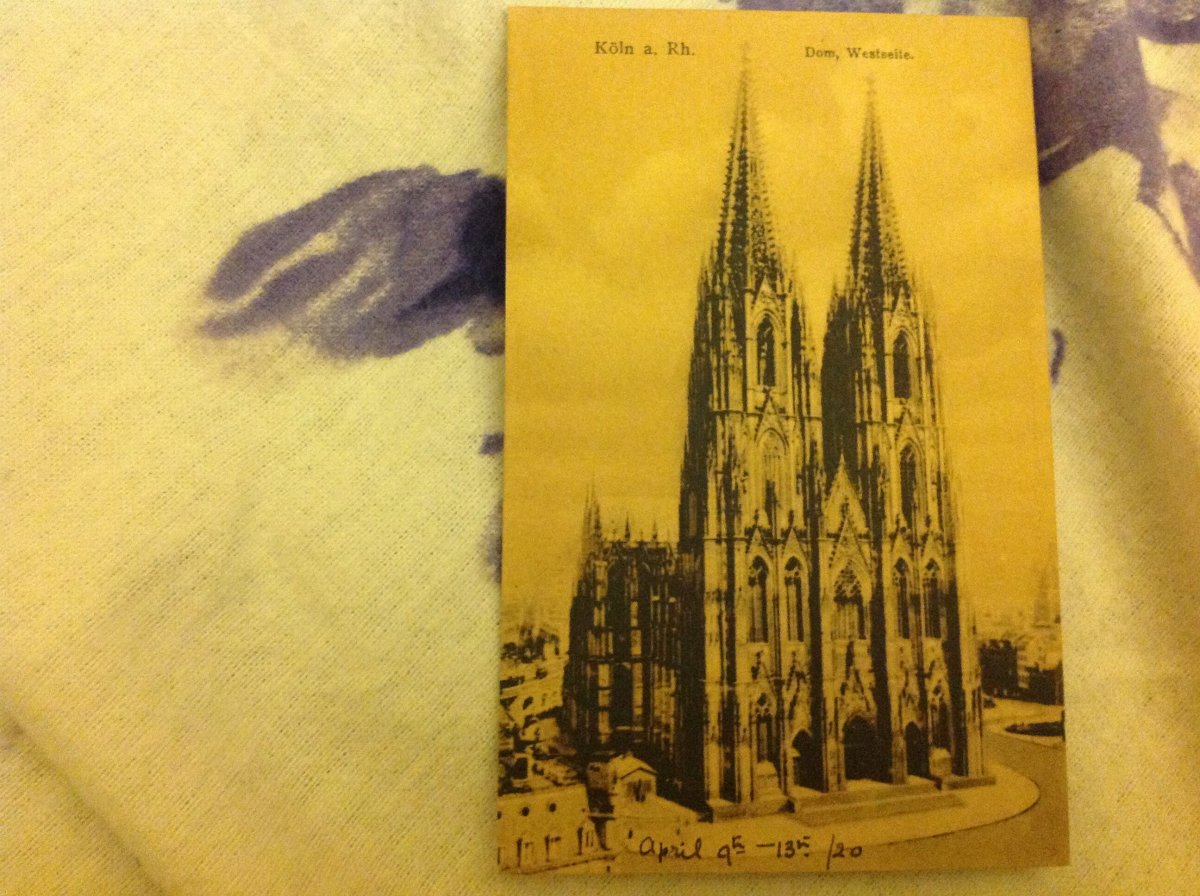 Köln a. Rh.
Dom, Westseite.
April 9th – 13th /20